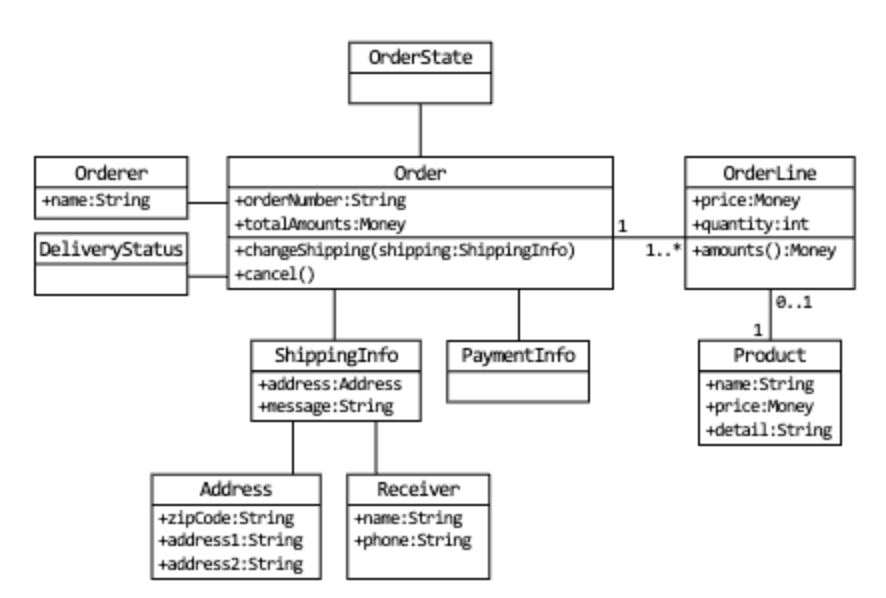 OrderState
Orderer
+name:String
DeliveryStatus
Order
+orderNumber:String
+totalAmounts:Money
+changeShipping(shipping:ShippingInfo)
+cancel()
1
1..*
OrderLine
+price:Money
+quantity:int
+amounts():Money
0..1
1
ShippingInfo
+address:Address
+message:String
PaymentInfo
Product
+name:String
+price:Money
+detail:String
Address
+zipCode:String
+address1:String
+address2:String
Receiver
+name:String
+phone:String